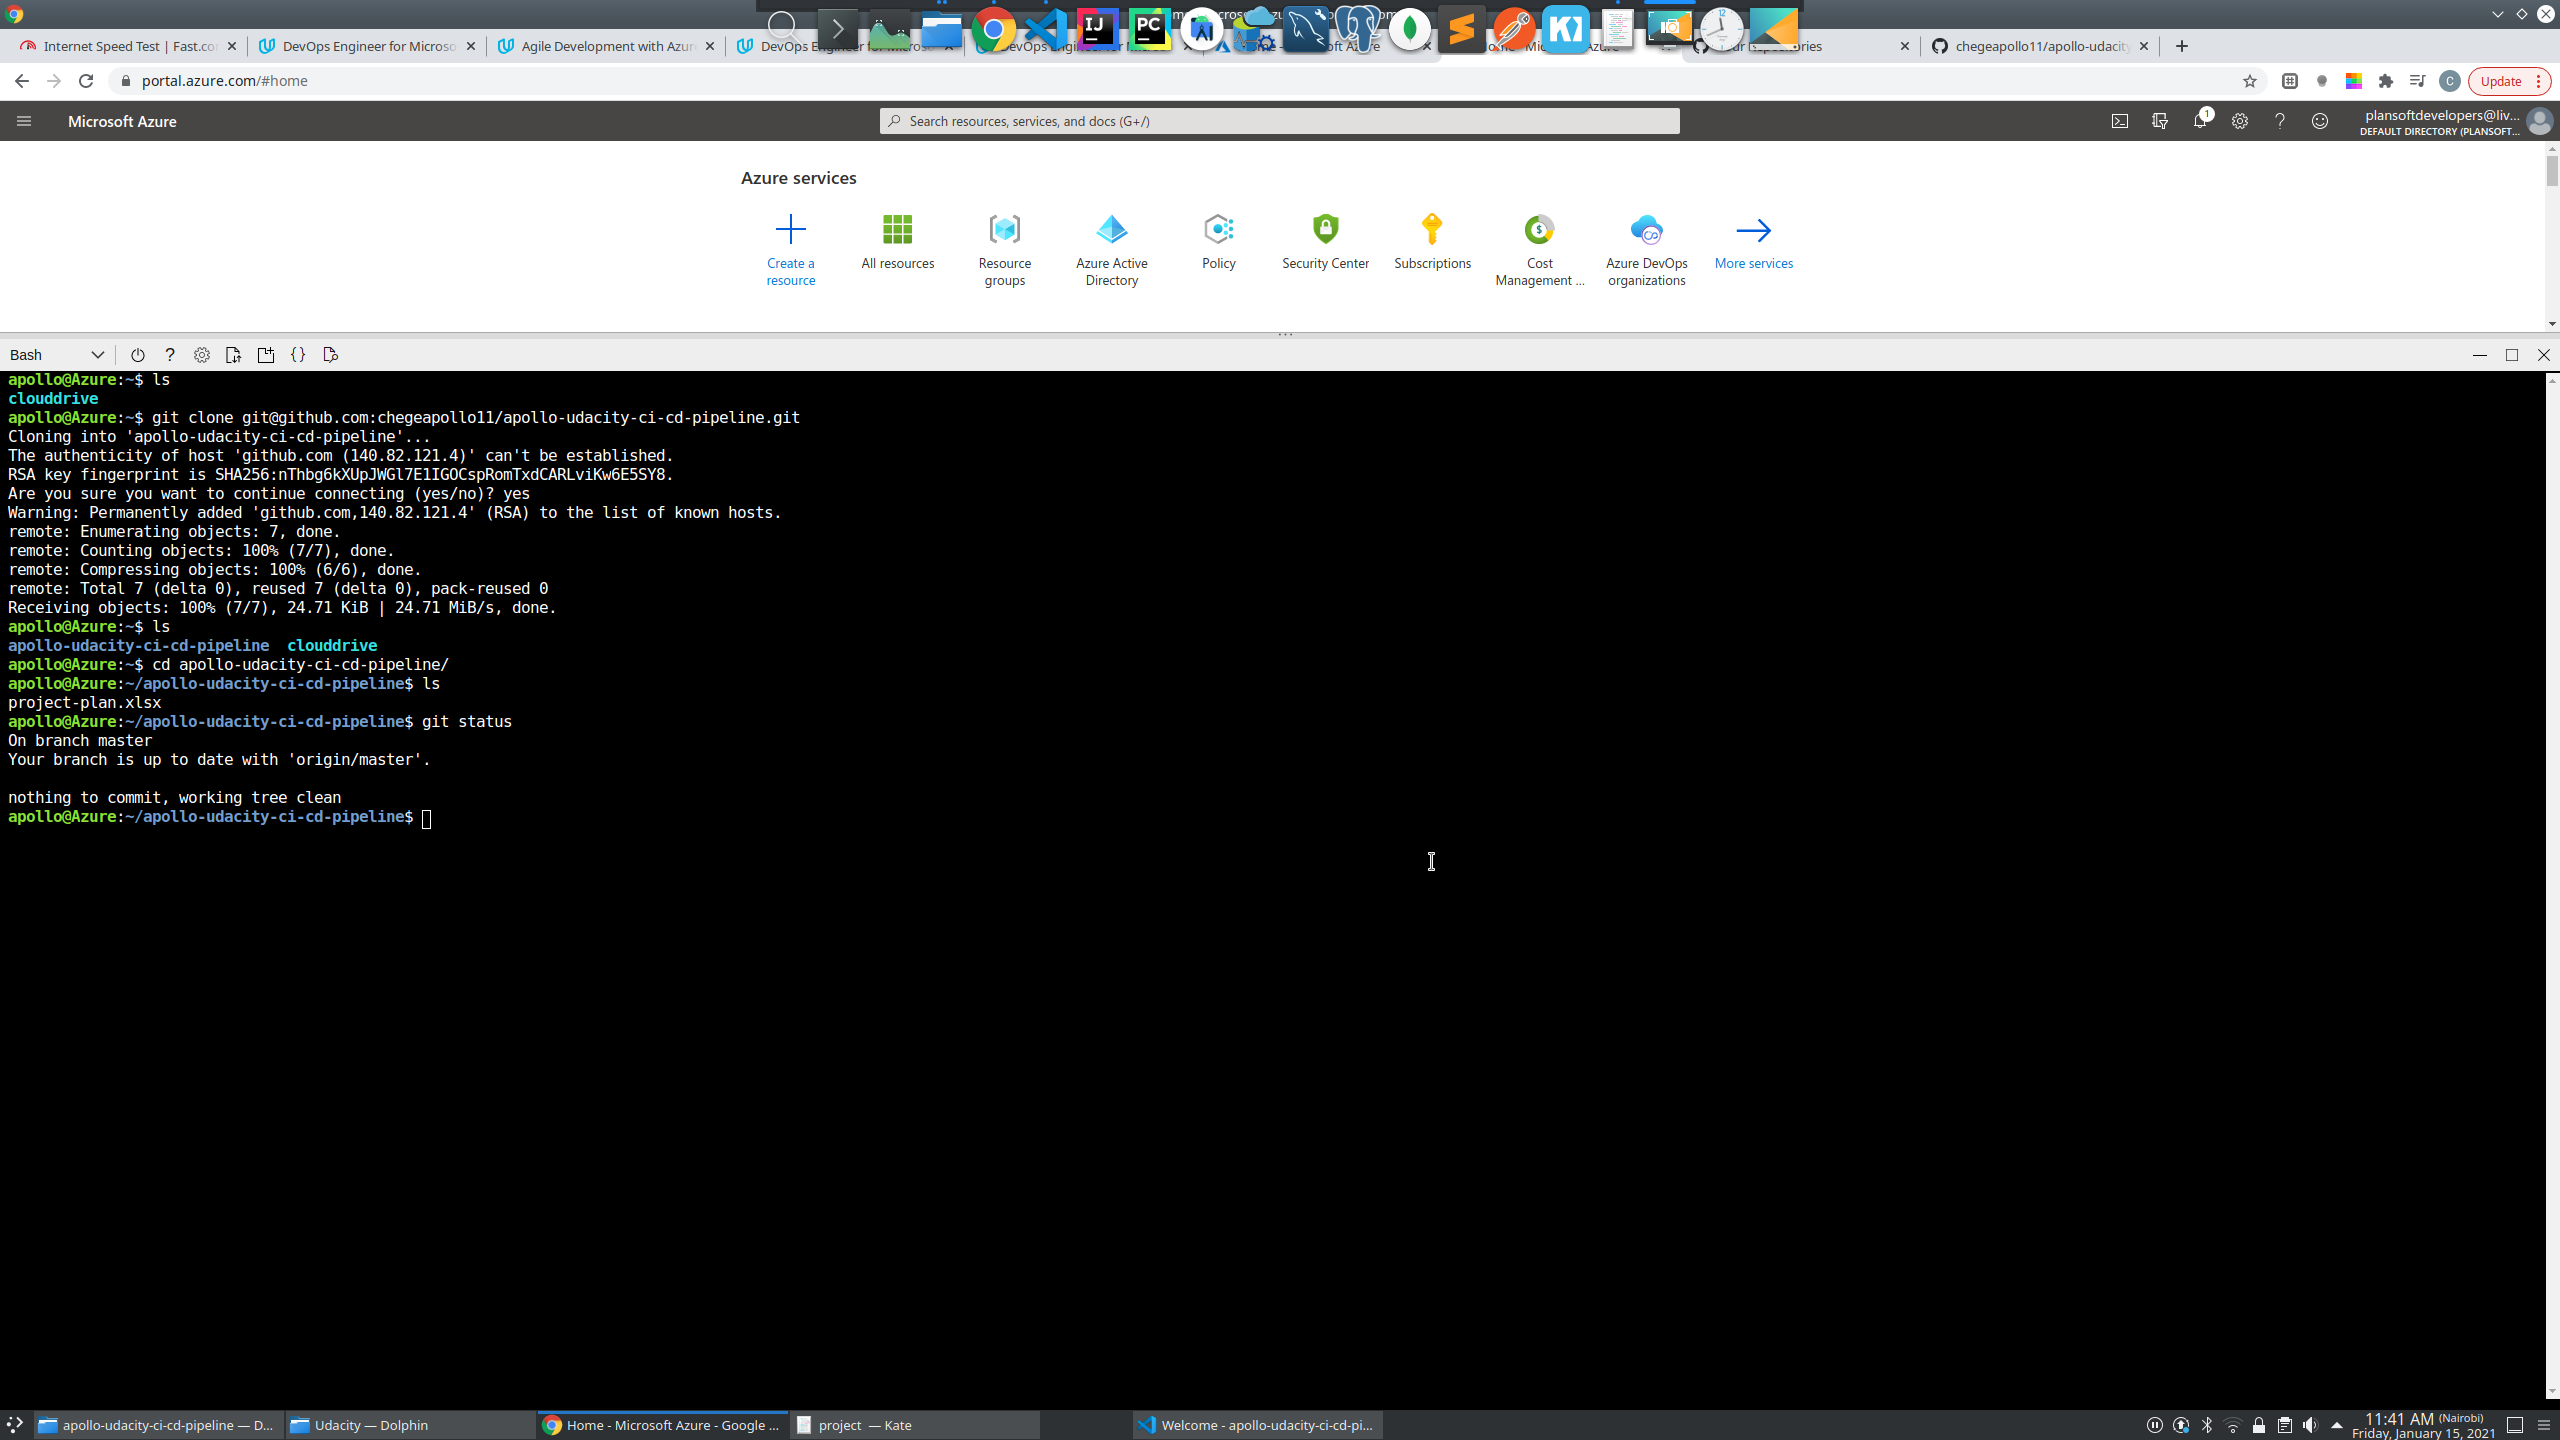 Internet Speed Test | Fast.co
DevOps Engineer for Microso
Agile Development with Azur
chegeapollo11/apollo-udacity
portal.azure.com/#home
Update
Microsoft Azure
Search resources, services, and docs (G+/)
1
plansoftdevelopers@liv...
DEFAULT DIRECTORY (PLANSOFT...
Azure services
Create a resource
All resources
Resource groups
Azure Active Directory
Policy
Security Center
Subscriptions
Cost Management ...
Azure DevOps organizations
More services
Bash
apollo@Azure:~$ ls
clouddrive
apollo@Azure:~$ git clone git@github.com:chegeapollo11/apollo-udacity-ci-cd-pipeline.git
Cloning into 'apollo-udacity-ci-cd-pipeline'...
The authenticity of host 'github.com (140.82.121.4)' can't be established.
RSA key fingerprint is SHA256:nThbg6kXUpJWGl7E1IGOCspRomTxdCARLviKw6E5SY8.
Are you sure you want to continue connecting (yes/no)? yes
Warning: Permanently added 'github.com,140.82.121.4' (RSA) to the list of known hosts.
remote: Enumerating objects: 7, done.
remote: Counting objects: 100% (7/7), done.
remote: Compressing objects: 100% (6/6), done.
remote: Total 7 (delta 0), reused 7 (delta 0), pack-reused 0
Receiving objects: 100% (7/7), 24.71 KiB | 24.71 MiB/s, done.
apollo@Azure:~$ ls
apollo-udacity-ci-cd-pipeline  clouddrive
apollo@Azure:~$ cd apollo-udacity-ci-cd-pipeline/
apollo@Azure:~/apollo-udacity-ci-cd-pipeline$ ls
project-plan.xlsx
apollo@Azure:~/apollo-udacity-ci-cd-pipeline$ git status
On branch master
Your branch is up to date with 'origin/master'.
nothing to commit, working tree clean
apollo@Azure:~/apollo-udacity-ci-cd-pipeline$
apollo-udacity-ci-cd-pipeline — D...
Udacity — Dolphin
Home - Microsoft Azure - Google ...
project — Kate
Welcome - apollo-udacity-ci-cd-pi...
11:41 AM (Nairobi)
Friday, January 15, 2021